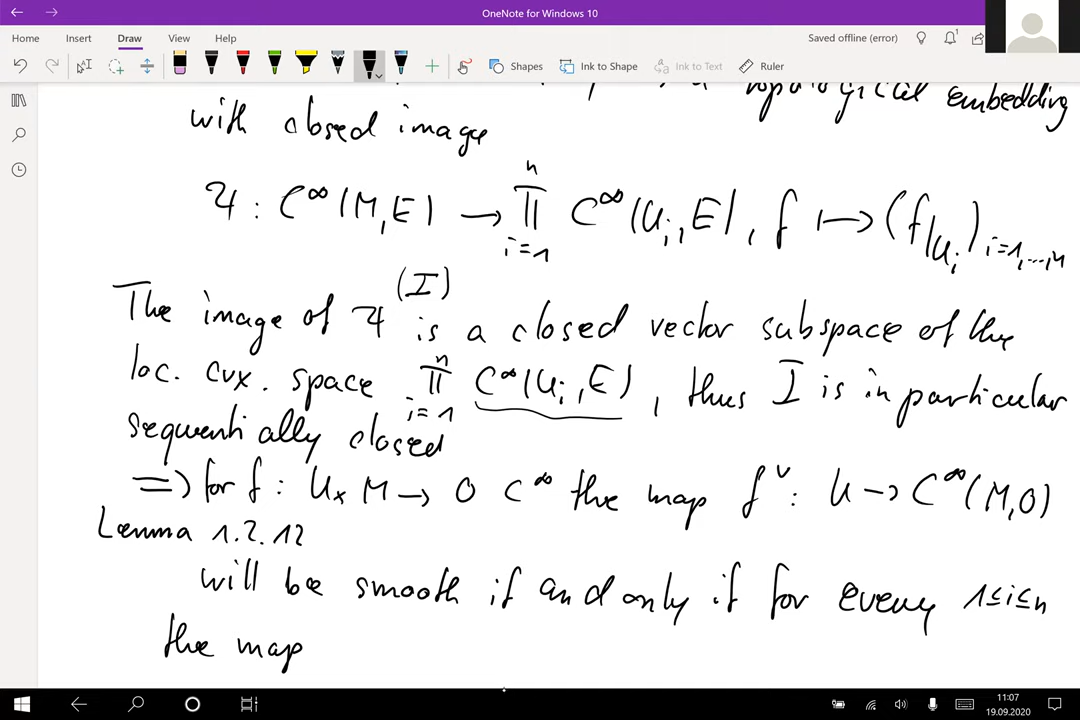 OneNote for Windows 10
Home Insert Draw View Help
Saved offline (error)
Shapes Ink to Shape Ink to Text Ruler
topological embedding
with closed image
Ψ : C^∞(M,E) → ∏_{i=1}^{n} C^∞(U_i,E), f ↦ (f|_{U_i})_{i=1,…,n}
The image of Ψ (I) is a closed vector subspace of the
loc. cvx. space ∏_{i=1}^{n} C^∞(U_i,E), thus I is in particular
sequentially closed
⇒ for f : U × M → O C^∞ the map f^∨ : U → C^∞(M,O)
Lemma 1.2.12
will be smooth if and only if for every 1≤i≤n
the map
11:07
19.09.2020